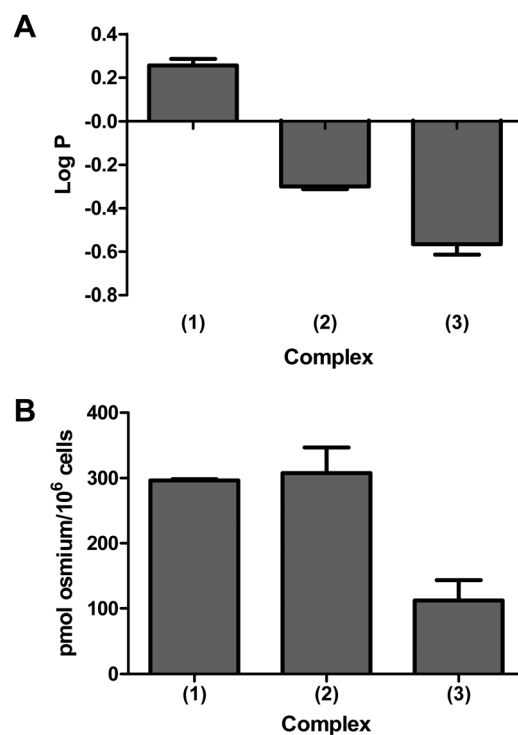 A
Log P
0.4
0.2
-0.0
-0.2
-0.4
-0.6
-0.8
(1) (2) (3)
Complex
B
pmol osmium/10⁶ cells
400
300
200
100
0
(1) (2) (3)
Complex